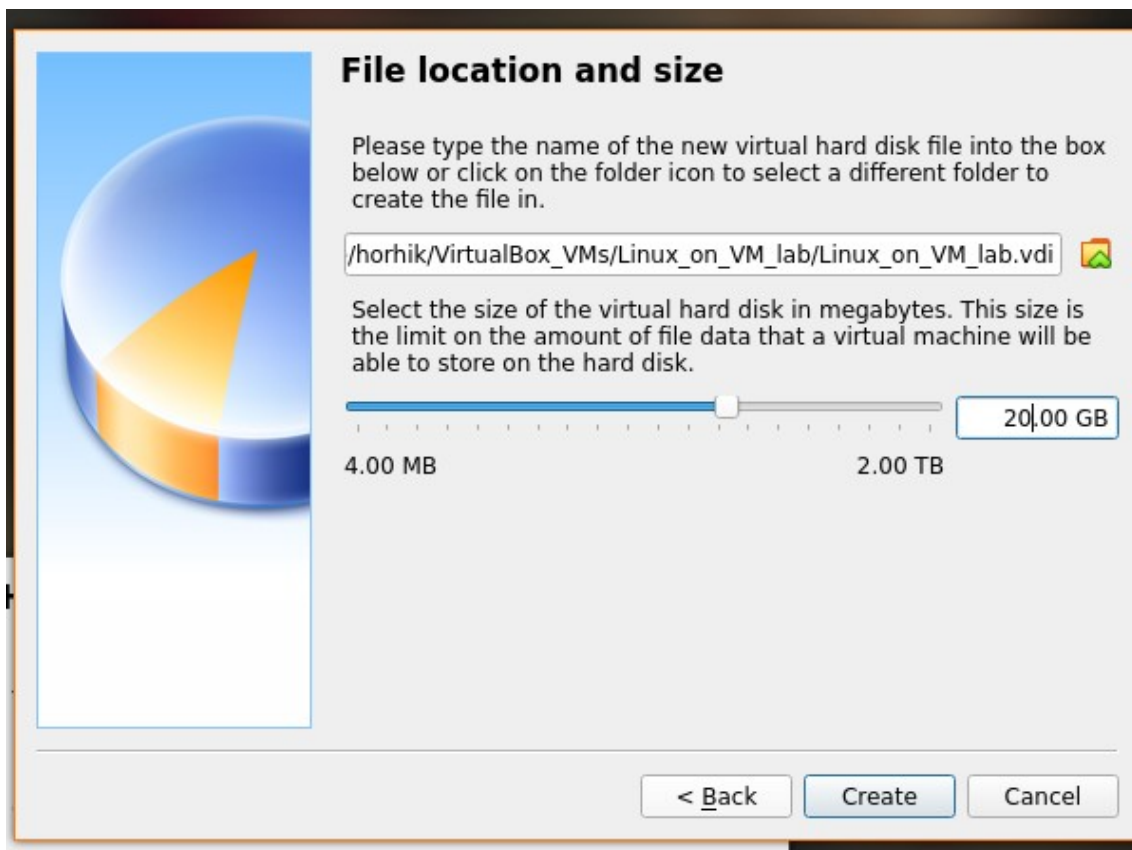 File location and size
Please type the name of the new virtual hard disk file into the box
below or click on the folder icon to select a different folder to
create the file in.
/horhik/VirtualBox_VMs/Linux_on_VM_lab/Linux_on_VM_lab.vdi
Select the size of the virtual hard disk in megabytes. This size is
the limit on the amount of file data that a virtual machine will be
able to store on the hard disk.
20.00 GB
4.00 MB
2.00 TB
< Back
Create
Cancel